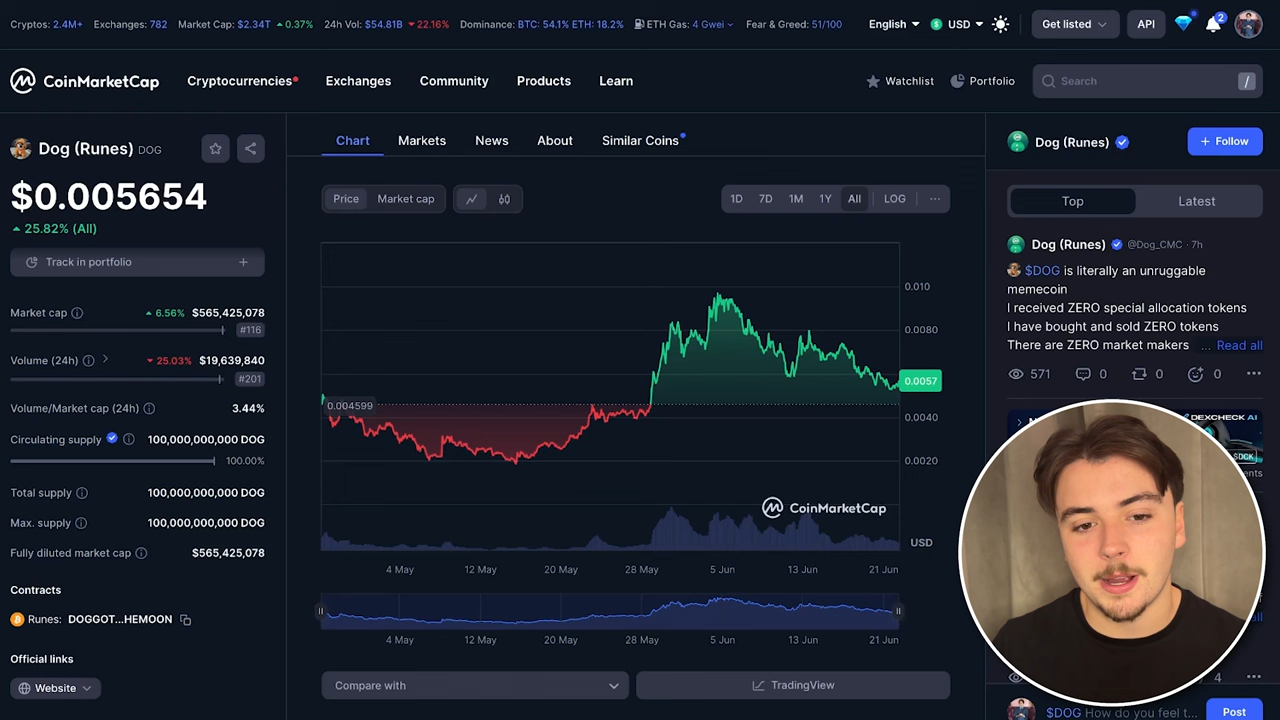 Cryptos: 2.4M+ Exchanges: 782 Market Cap: $2.34T 0.37% 24h Vol: $54.81B 22.16% Dominance: BTC: 54.1% ETH: 18.2% ETH Gas: 4 Gwei Fear & Greed: 51/100 English USD Get listed API 2
CoinMarketCap Cryptocurrencies Exchanges Community Products Learn Watchlist Portfolio Search /
Dog (Runes) DOG
$0.005654
25.82% (All)
Track in portfolio +
Market cap 6.56% $565,425,078
#116
Volume (24h) 25.03% $19,639,840
#201
Volume/Market cap (24h) 3.44%
Circulating supply 100,000,000,000 DOG
100.00%
Total supply 100,000,000,000 DOG
Max. supply 100,000,000,000 DOG
Fully diluted market cap $565,425,078
Contracts
Runes: DOGGOT...HEMOON
Official links
Website
Chart Markets News About Similar Coins
Price Market cap 1D 7D 1M 1Y All LOG ...
0.010
0.0080
0.0057
0.004599
0.0040
0.0020
CoinMarketCap
USD
4 May 12 May 20 May 28 May 5 Jun 13 Jun 21 Jun
4 May 12 May 20 May 28 May 5 Jun 13 Jun 21 Jun
Compare with
TradingView
Dog (Runes) + Follow
Top Latest
Dog (Runes) @Dog_CMC · 7h
$DOG is literally an unruggable
memecoin
I received ZERO special allocation tokens
I have bought and sold ZERO tokens
There are ZERO market makers ... Read all
571 0 0 0 ...
DEXCHECK AI
$DCK
4 ...
$DOG How do you feel t...
Post